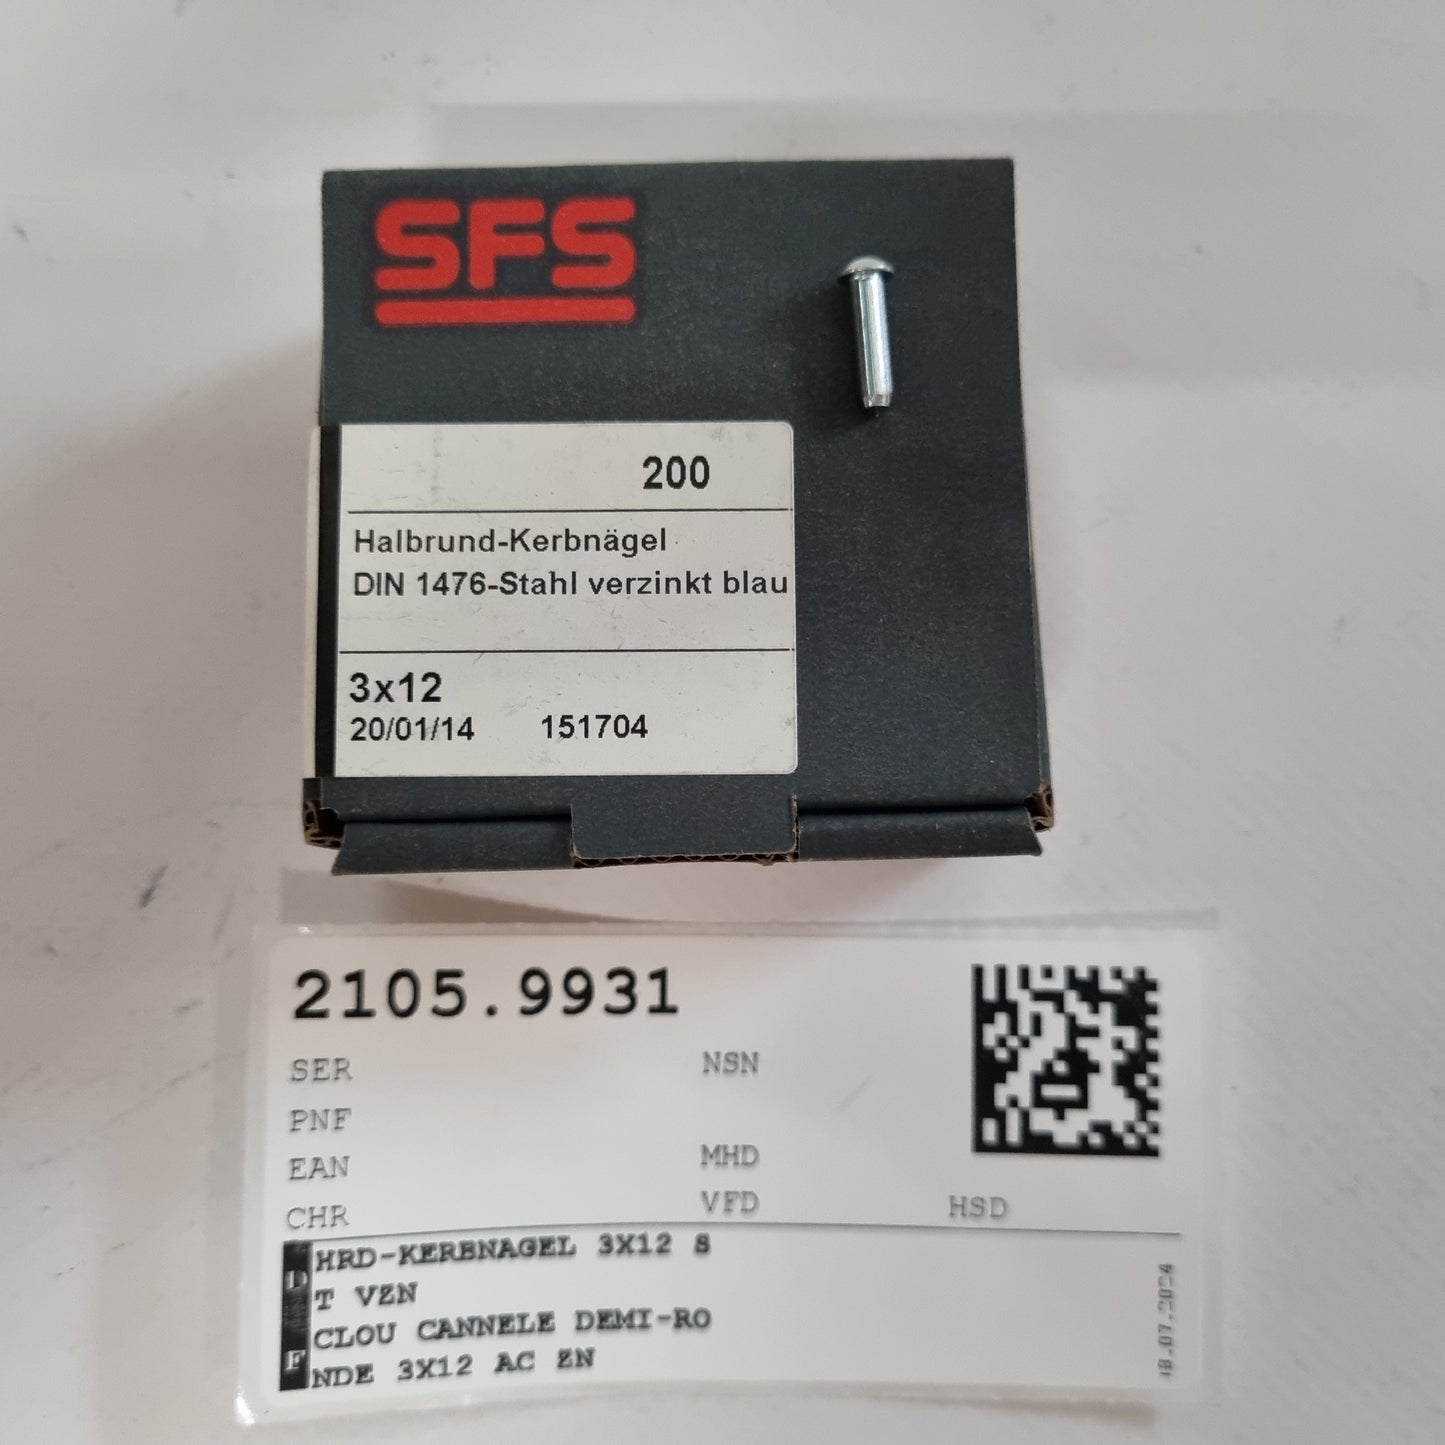 SFS
200
Halbrund-Kerbnägel
DIN 1476-Stahl verzinkt blau
3x12
20/01/14 151704
2105.9931
SER NSN
PNF
EAN MHD
CHR VFD HSD
D HRD-KERBNAGEL 3X12 S
T VZN
CLOU CANNELE DEMI-RO
F NDE 3X12 AC ZN
18.07.2024